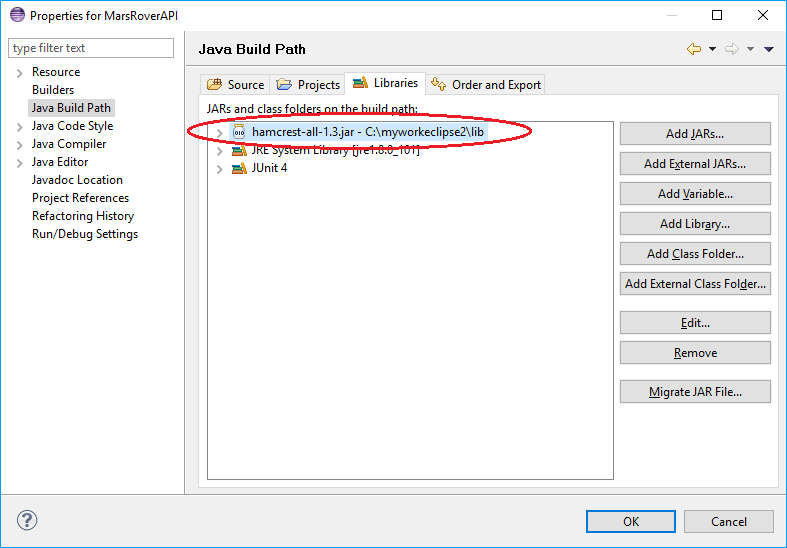 Properties for MarsRoverAPI
type filter text
Resource
Builders
Java Build Path
Java Code Style
Java Compiler
Java Editor
Javadoc Location
Project References
Refactoring History
Run/Debug Settings
Java Build Path
Source Projects Libraries Order and Export
JARs and class folders on the build path:
hamcrest-all-1.3.jar - C:\myworkeclipse2\lib
JRE System Library [jre1.8.0_101]
JUnit 4
Add JARs...
Add External JARs...
Add Variable...
Add Library...
Add Class Folder...
Add External Class Folder...
Edit...
Remove
Migrate JAR File...
OK Cancel